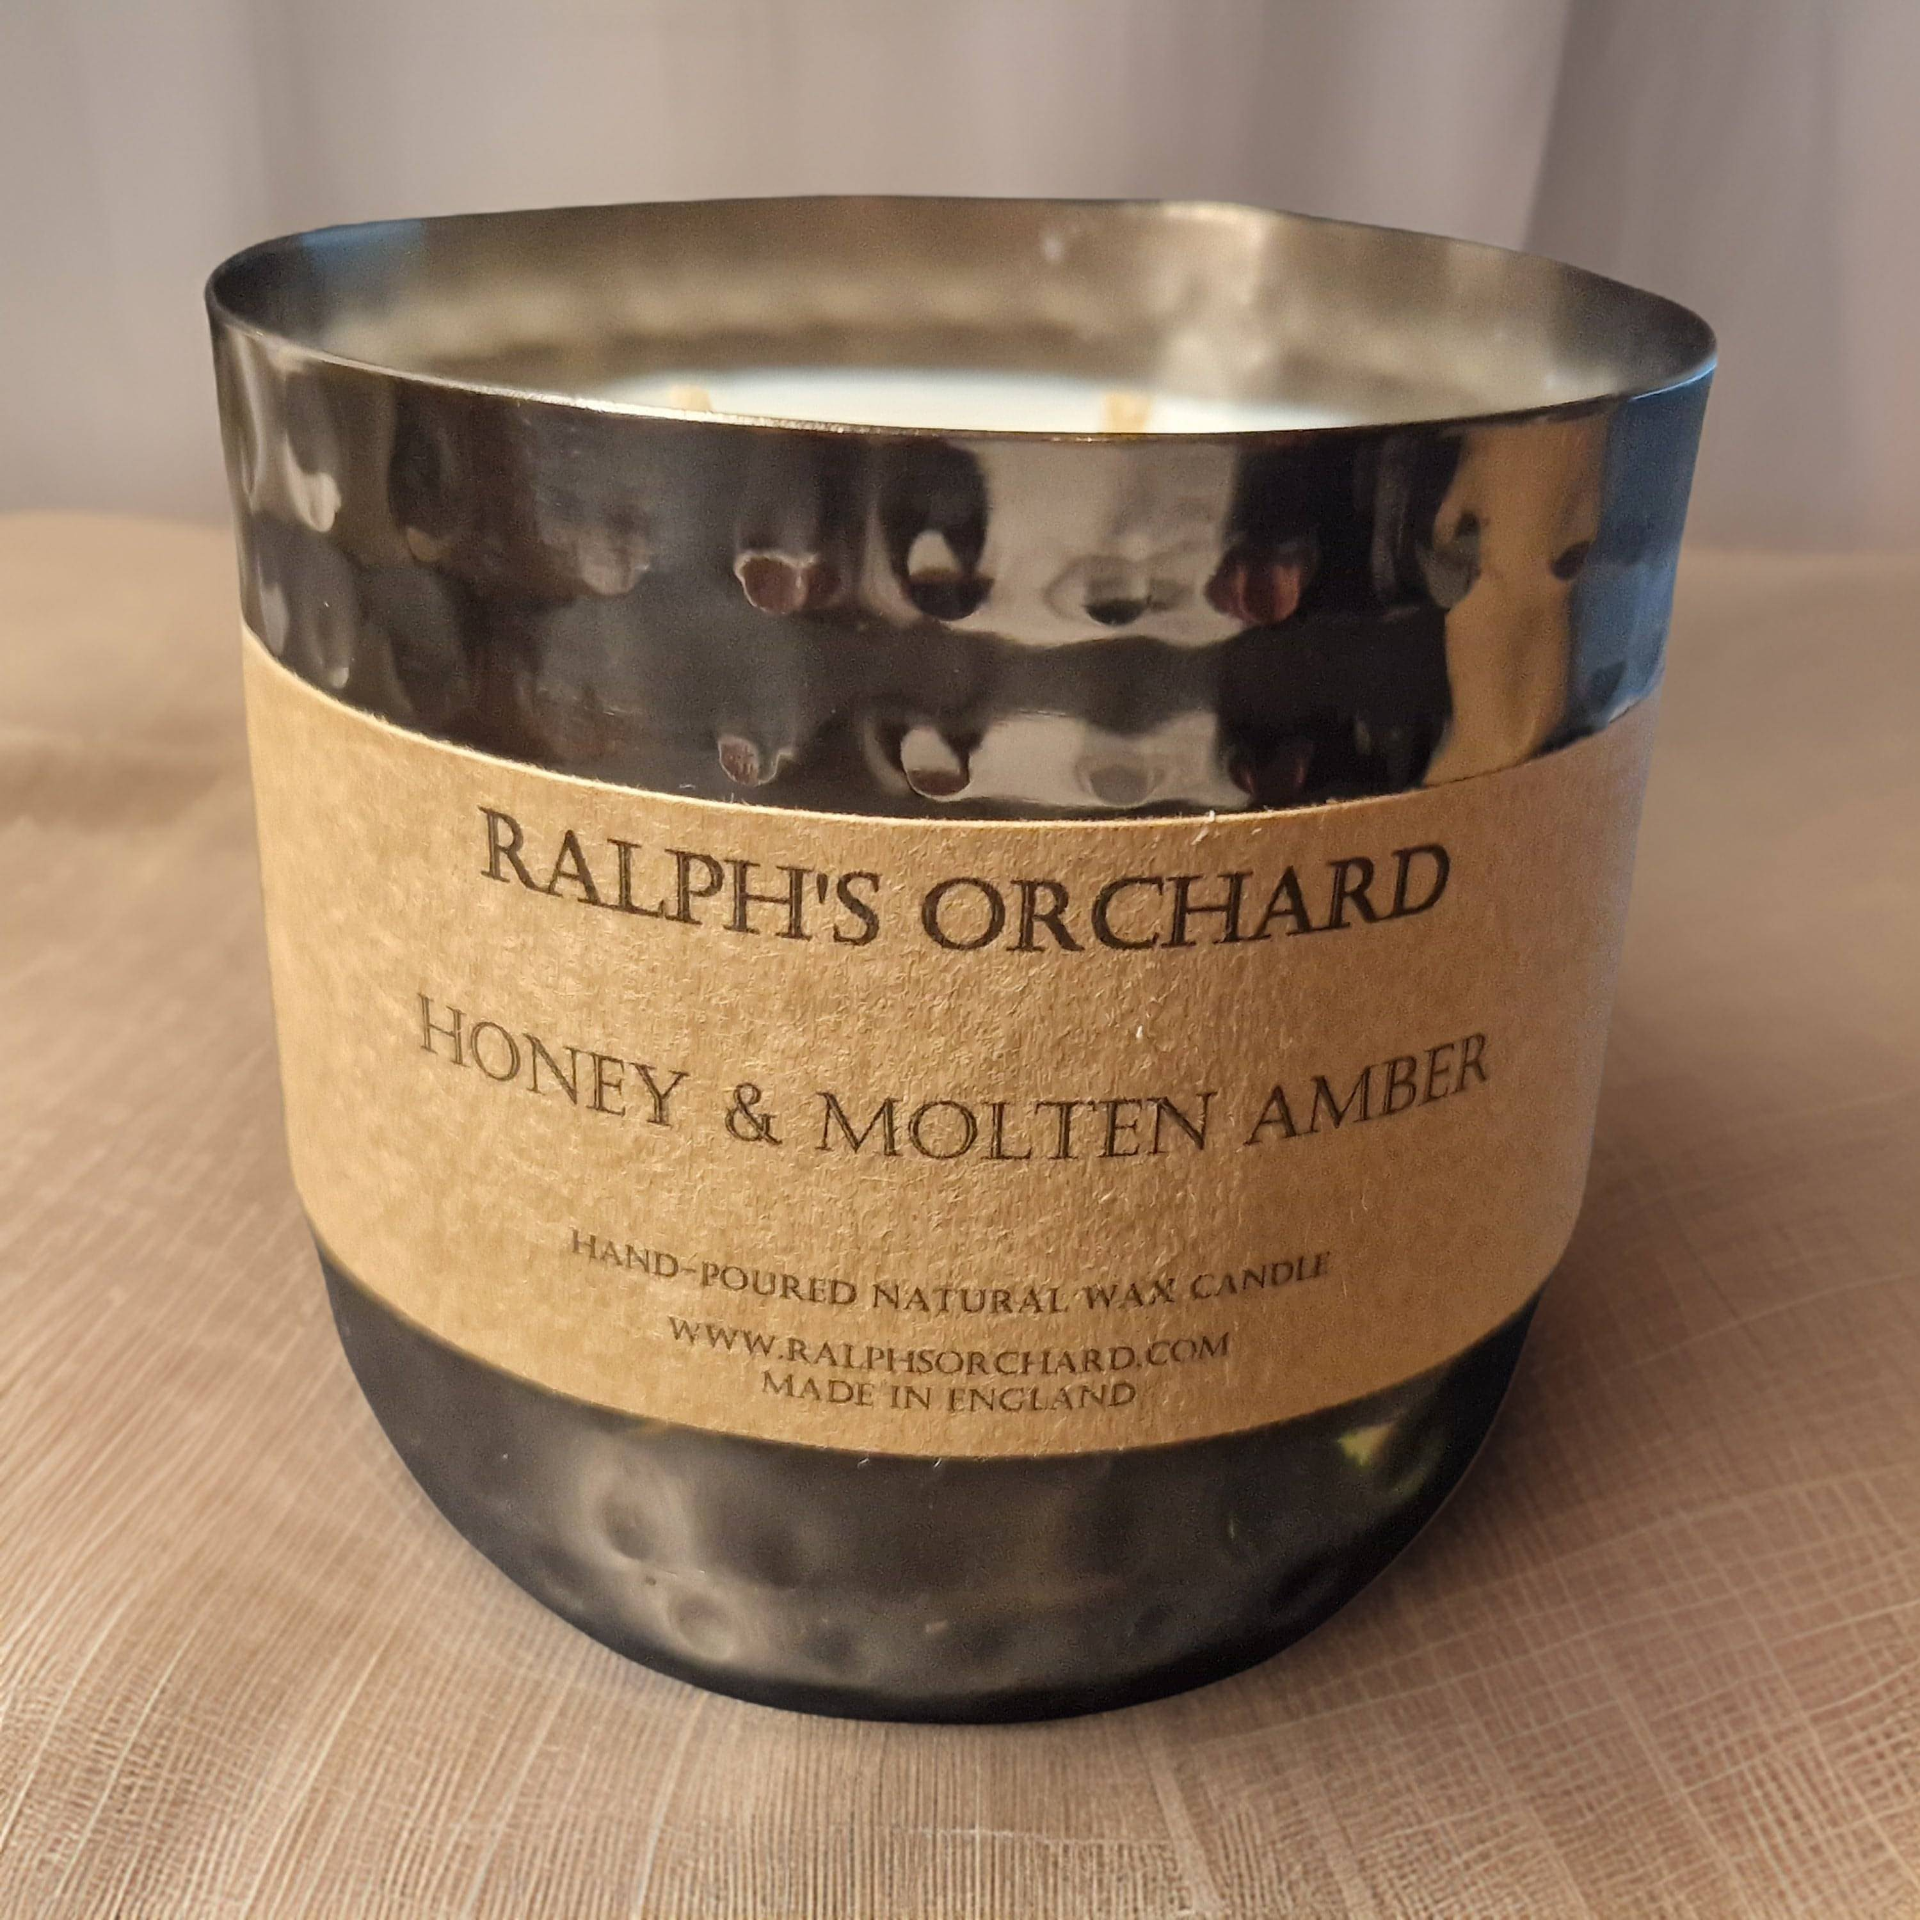 RALPH'S ORCHARD
HONEY & MOLTEN AMBER
HAND-POURED NATURAL WAX CANDLE
WWW.RALPHSORCHARD.COM
MADE IN ENGLAND